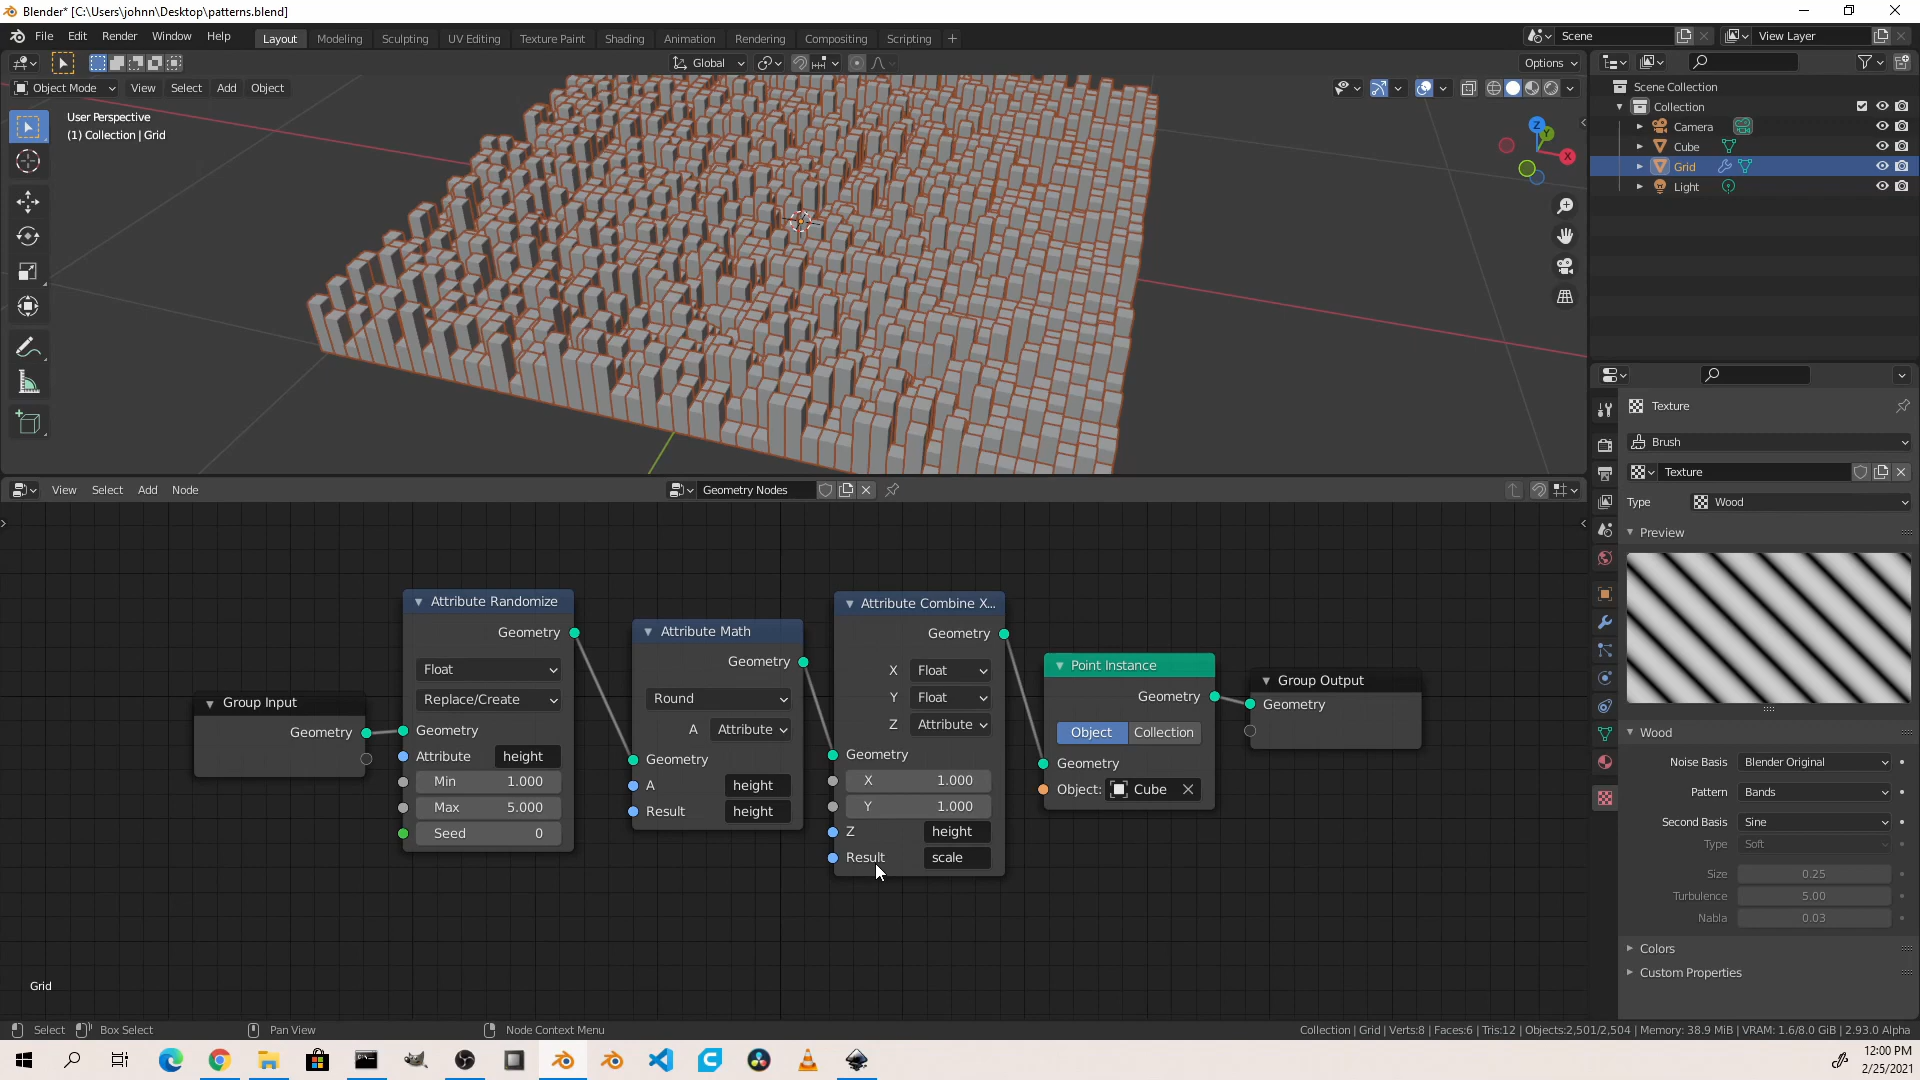 Blender* [C:\Users\johnn\Desktop\patterns.blend]
File Edit Render Window Help
Layout Modeling Sculpting UV Editing Texture Paint Shading Animation Rendering Compositing Scripting +
Scene
View Layer
Global
Options
Object Mode View Select Add Object
User Perspective
(1) Collection | Grid
Z
Y
X
Scene Collection
Collection
Camera
Cube
Grid
Light
View Select Add Node
Geometry Nodes
Group Input
Geometry
Attribute Randomize
Geometry
Float
Replace/Create
Geometry
Attribute height
Min 1.000
Max 5.000
Seed 0
Attribute Math
Geometry
Round
A Attribute
Geometry
A height
Result height
Attribute Combine X...
Geometry
X Float
Y Float
Z Attribute
Geometry
X 1.000
Y 1.000
Z height
Result scale
Point Instance
Geometry
Object Collection
Geometry
Object: Cube
Group Output
Geometry
Grid
Texture
Brush
Texture
Type Wood
Preview
Wood
Noise Basis Blender Original
Pattern Bands
Second Basis Sine
Type Soft
Size 0.25
Turbulence 5.00
Nabla 0.03
Colors
Custom Properties
Select Box Select Pan View Node Context Menu
Collection | Grid | Verts:8 | Faces:6 | Tris:12 | Objects:2,501/2,504 | Memory: 38.9 MiB | VRAM: 1.6/8.0 GiB | 2.93.0 Alpha
12:00 PM
2/25/2021